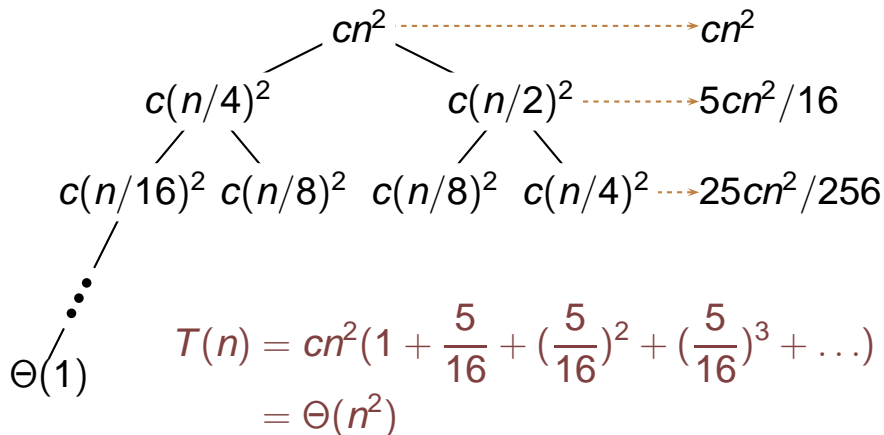 cn² cn²
c(n/4)² c(n/2)² 5cn²/16
c(n/16)² c(n/8)² c(n/8)² c(n/4)² 25cn²/256
T(n) = cn²(1 + 5/16 + (5/16)² + (5/16)³ + ...)
Θ(1)
= Θ(n²)